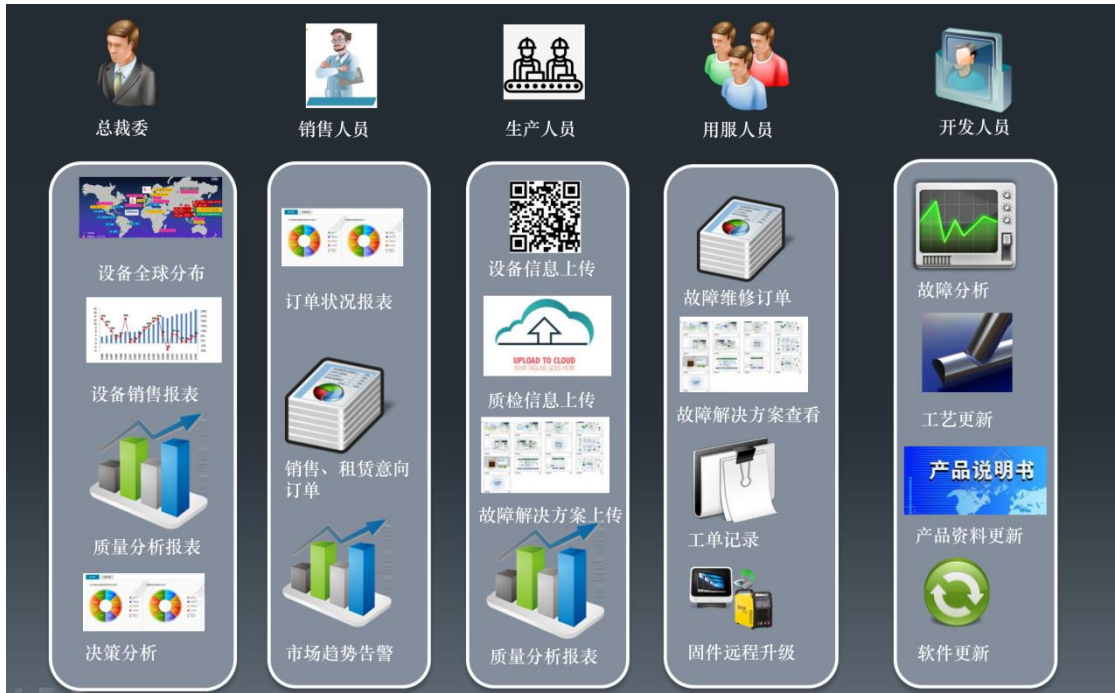 总裁委
销售人员
生产人员
用服人员
开发人员
设备全球分布
设备销售报表
质量分析报表
决策分析
订单状况报表
销售、租赁意向
订单
市场趋势告警
设备信息上传
UPLOAD TO CLOUD
YOUR TAGLINE GOES HERE
质检信息上传
故障解决方案上传
质量分析报表
故障维修订单
故障解决方案查看
工单记录
固件远程升级
故障分析
工艺更新
产品说明书
产品资料更新
软件更新